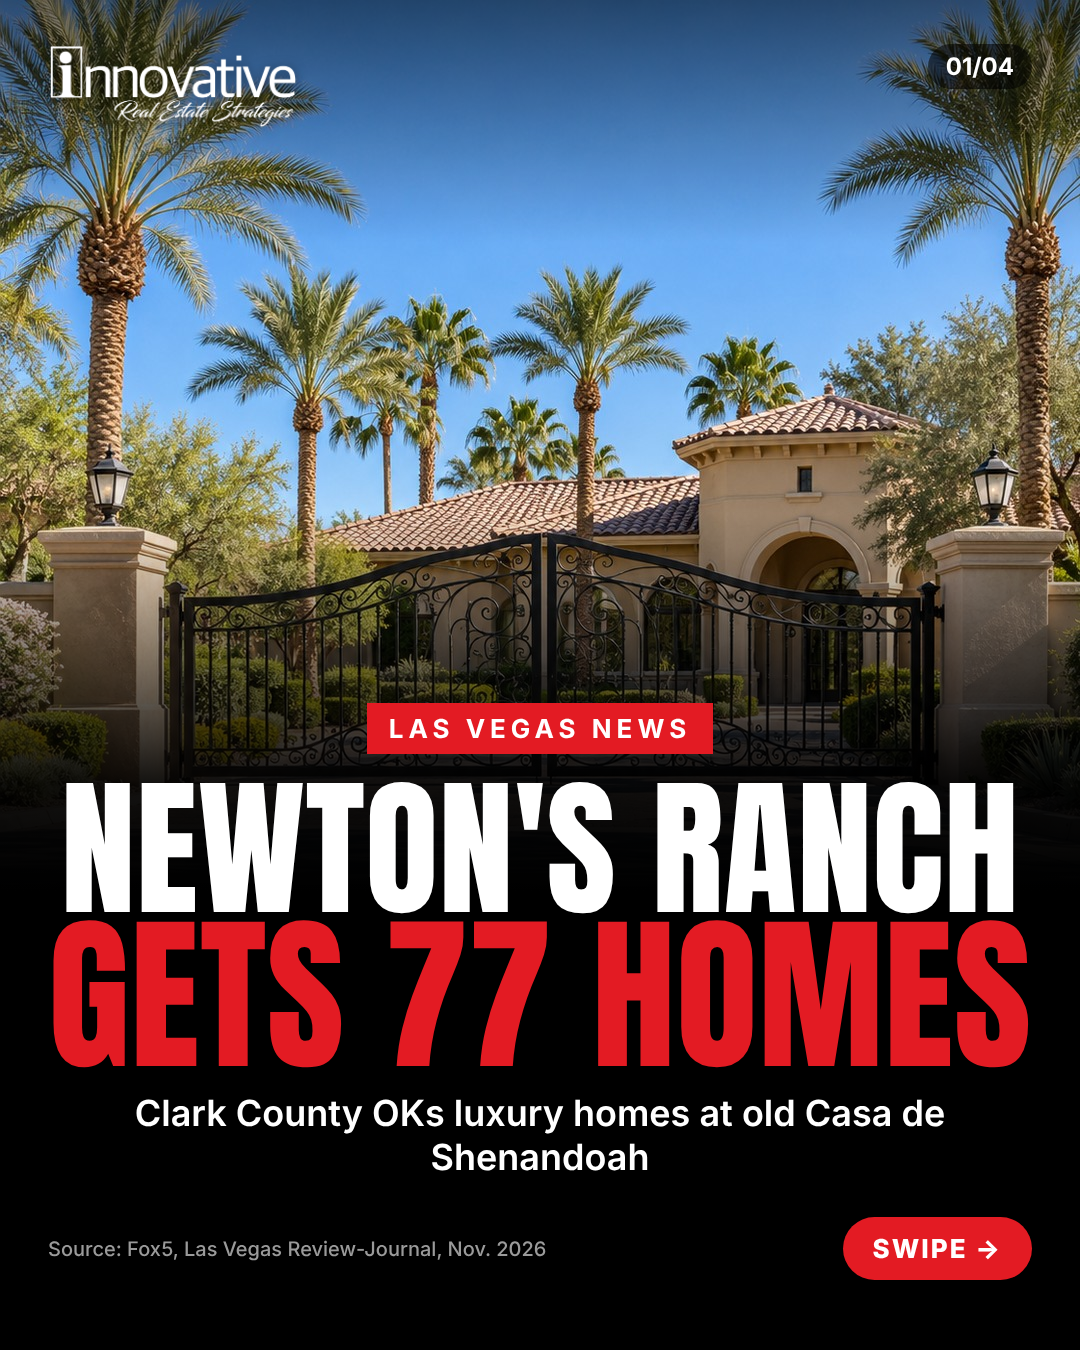 innovative
Real Estate Strategies
01/04
LAS VEGAS NEWS
NEWTON'S RANCH
GETS 77 HOMES
Clark County OKs luxury homes at old Casa de
Shenandoah
Source: Fox5, Las Vegas Review-Journal, Nov. 2026
SWIPE →